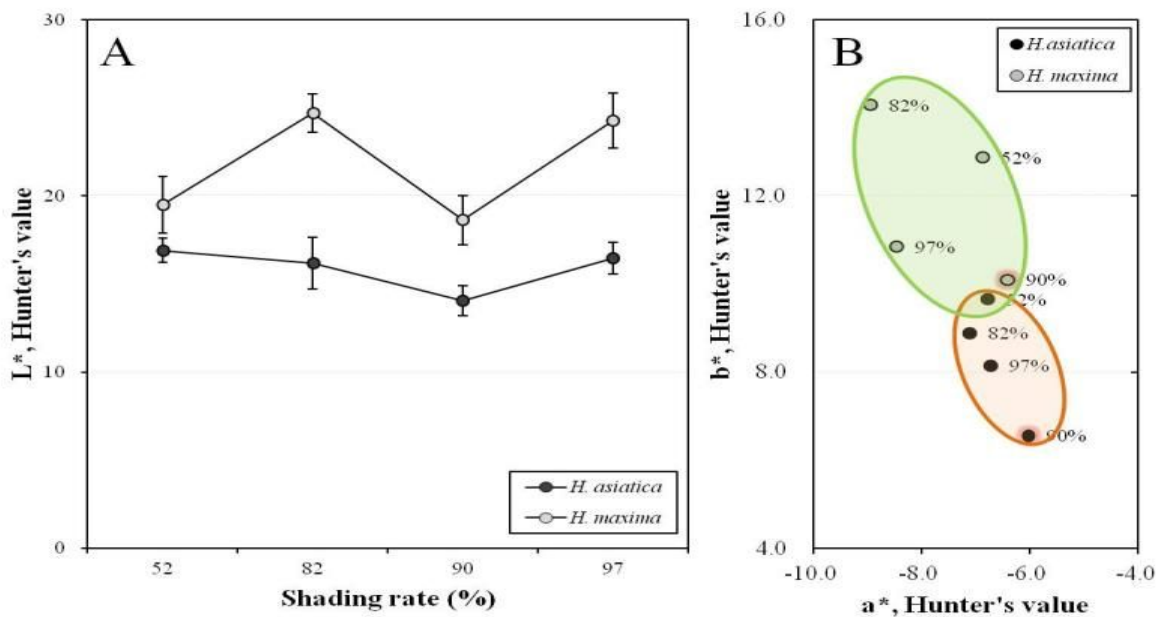 A
30
20
10
0
L*, Hunter's value
H. asiatica
H. maxima
52 82 90 97
Shading rate (%)
B
16.0
12.0
8.0
4.0
b*, Hunter's value
H.asiatica
H. maxima
82%
52%
97%
90%
82%
97%
90%
-10.0 -8.0 -6.0 -4.0
a*, Hunter's value